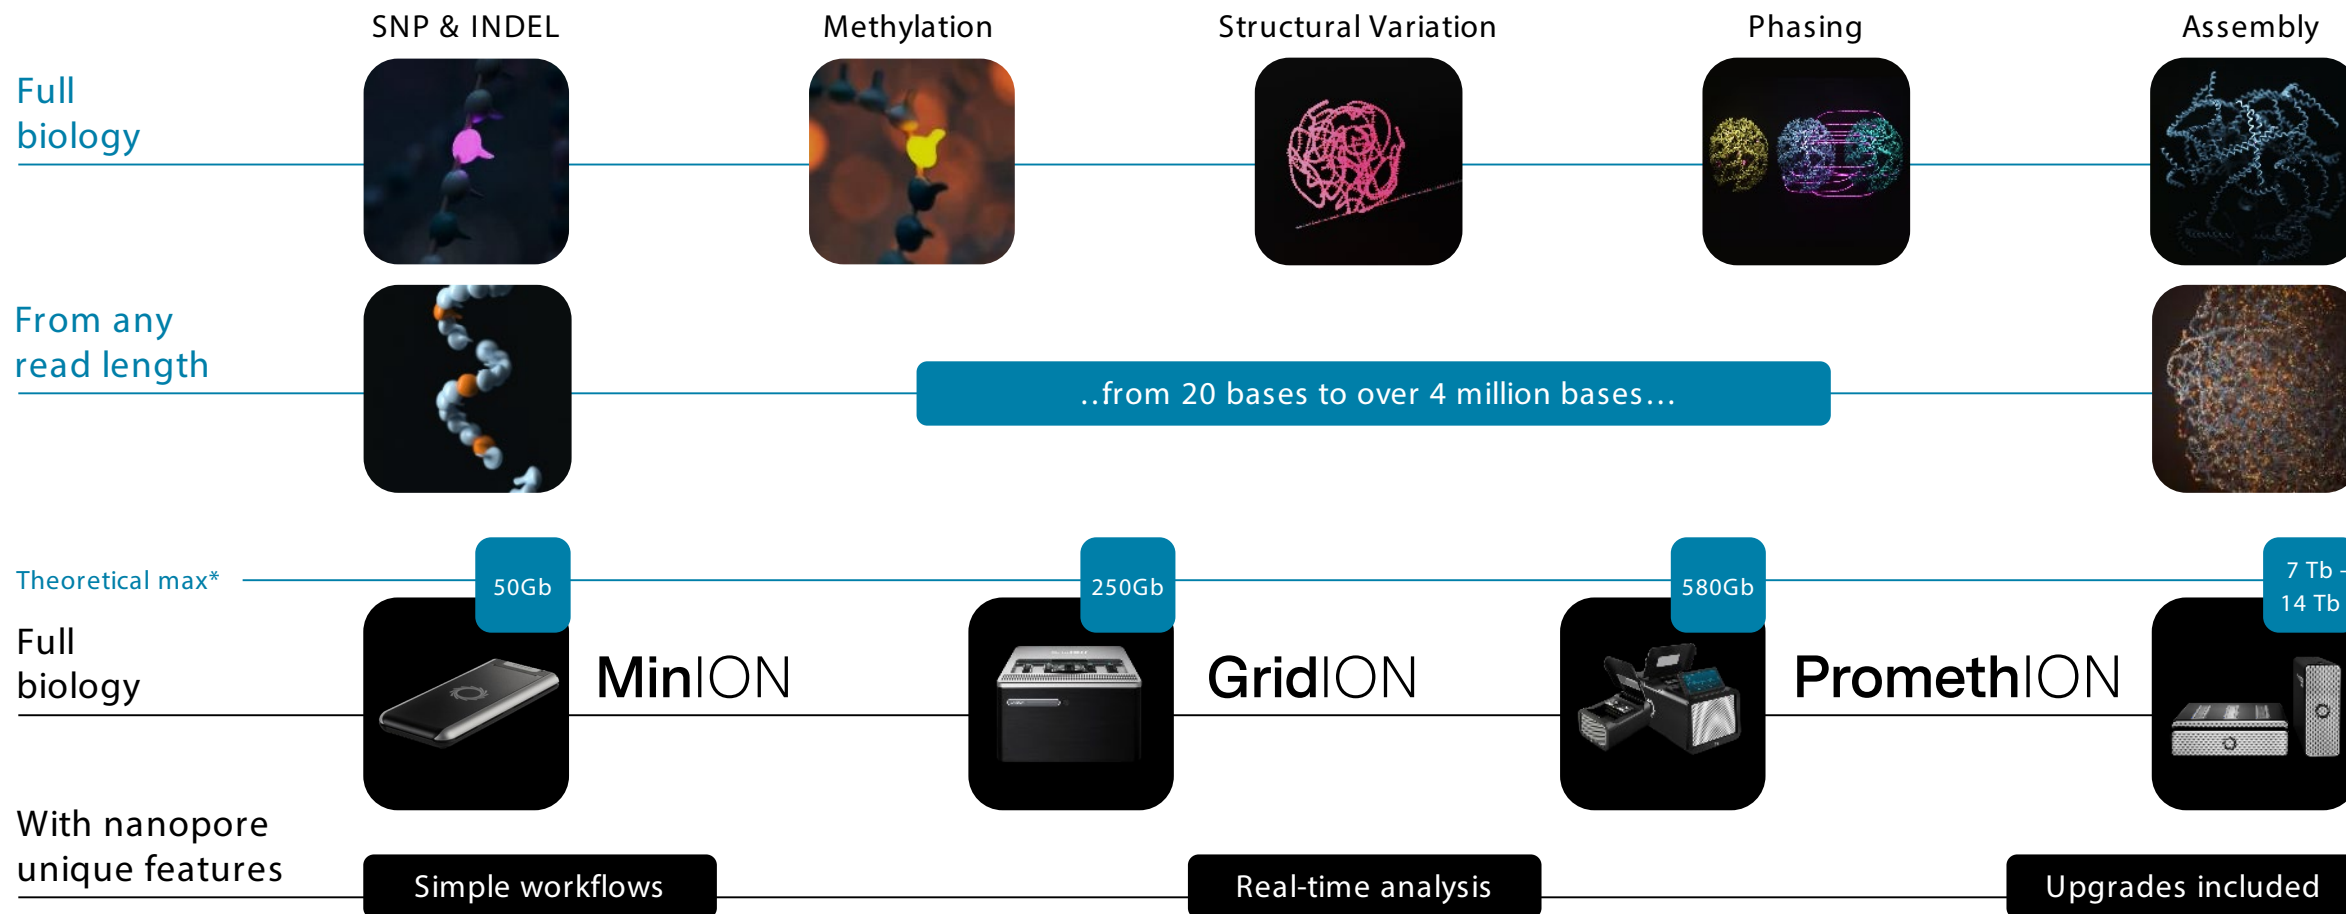 SNP & INDEL
Methylation
Structural Variation
Phasing
Assembly
Full
biology
From any
read length
..from 20 bases to over 4 million bases...
Theoretical max*
50Gb
250Gb
580Gb
7 Tb -
14 Tb
Full
biology
MinION
GridION
PromethION
With nanopore
unique features
Simple workflows
Real-time analysis
Upgrades included